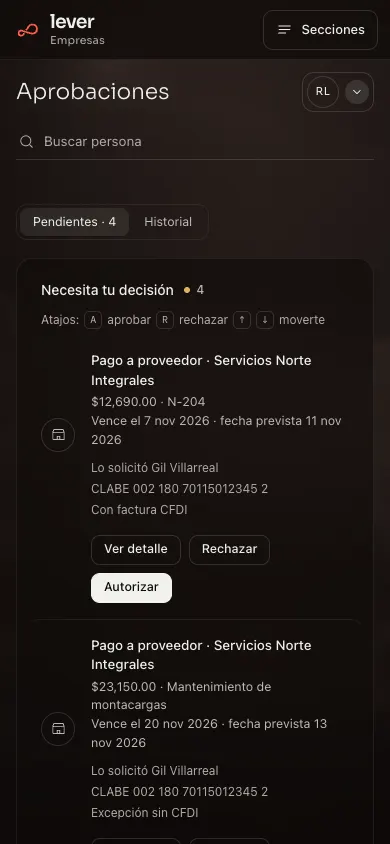 lever
Empresas
Secciones
Aprobaciones
RL
Buscar persona
Pendientes · 4
Historial
Necesita tu decisión
4
Atajos: A aprobar R rechazar ↑ ↓ moverte
Pago a proveedor · Servicios Norte
Integrales
$12,690.00 · N-204
Vence el 7 nov 2026 · fecha prevista 11 nov
2026
Lo solicitó Gil Villarreal
CLABE 002 180 70115012345 2
Con factura CFDI
Ver detalle
Rechazar
Autorizar
Pago a proveedor · Servicios Norte
Integrales
$23,150.00 · Mantenimiento de
montacargas
Vence el 20 nov 2026 · fecha prevista 13
nov 2026
Lo solicitó Gil Villarreal
CLABE 002 180 70115012345 2
Excepción sin CFDI